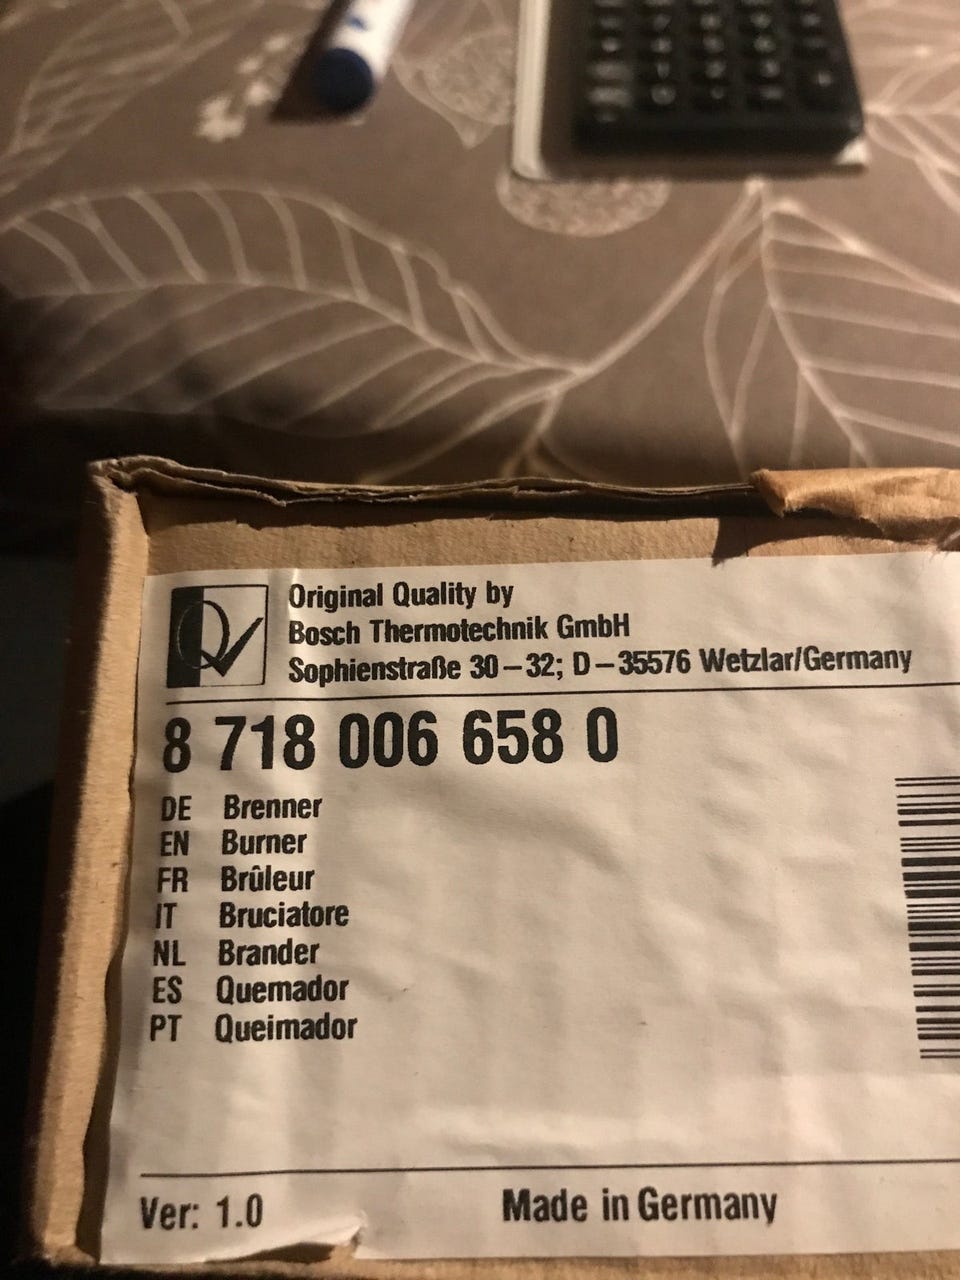 Original Quality by
Bosch Thermotechnik GmbH
Sophienstraße 30–32; D–35576 Wetzlar/Germany
8 718 006 658 0
DE Brenner
EN Burner
FR Brûleur
IT Bruciatore
NL Brander
ES Quemador
PT Queimador
Ver: 1.0 Made in Germany